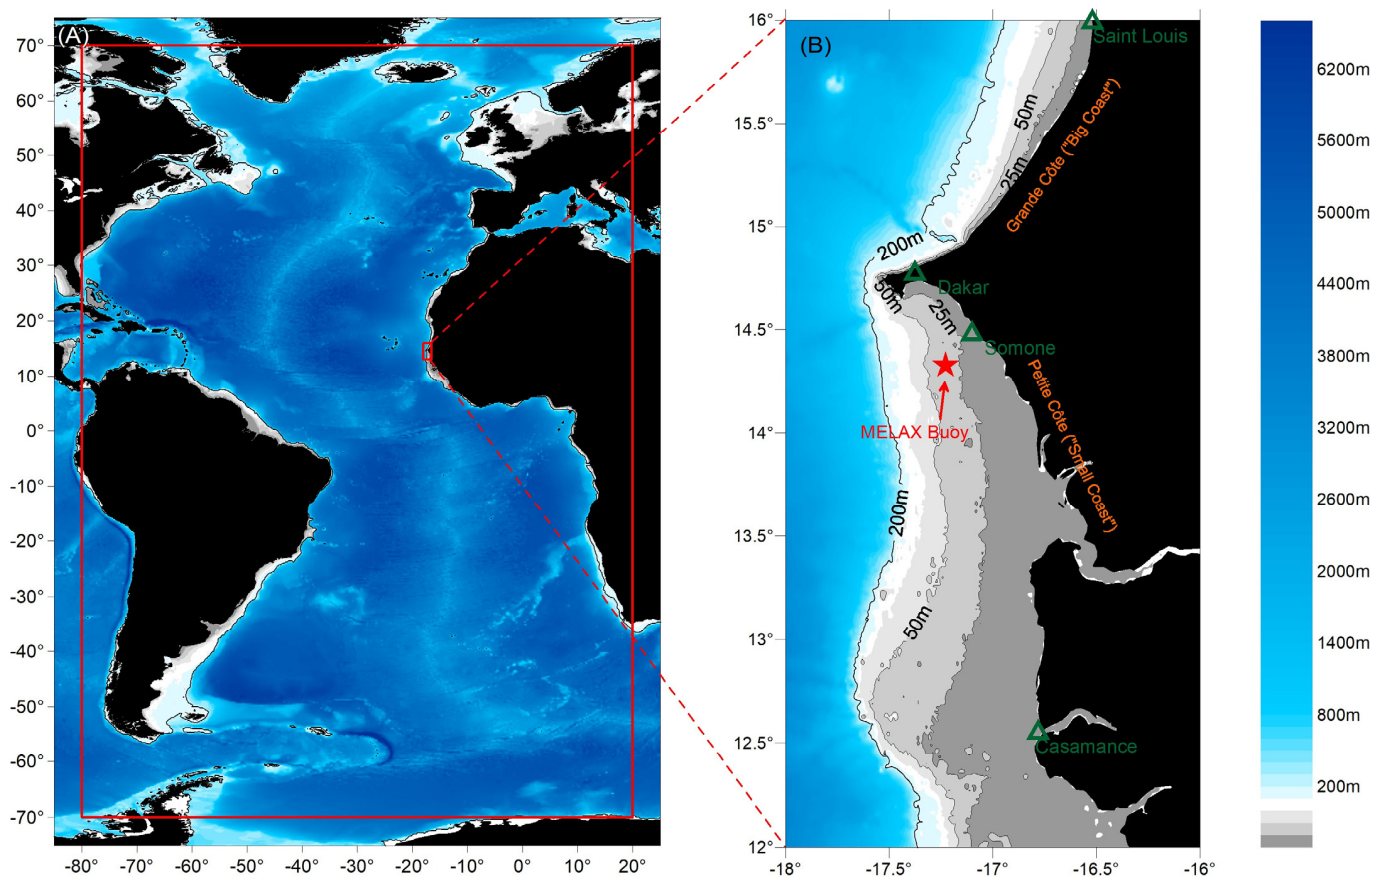 (A)
70°
60°
50°
40°
30°
20°
10°
0°
-10°
-20°
-30°
-40°
-50°
-60°
-70°
-80° -70° -60° -50° -40° -30° -20° -10° 0° 10° 20°
(B)
16°
15.5°
15°
14.5°
14°
13.5°
13°
12.5°
12°
-18° -17.5° -17° -16.5° -16°
Saint Louis
50m
25m
Grande Côte ("Big Coast")
200m
Dakar
50m
25m
Somone
Petite Côte ("Small Coast")
MELAX Buoy
200m
50m
Casamance
6200m
5600m
5000m
4400m
3800m
3200m
2600m
2000m
1400m
800m
200m